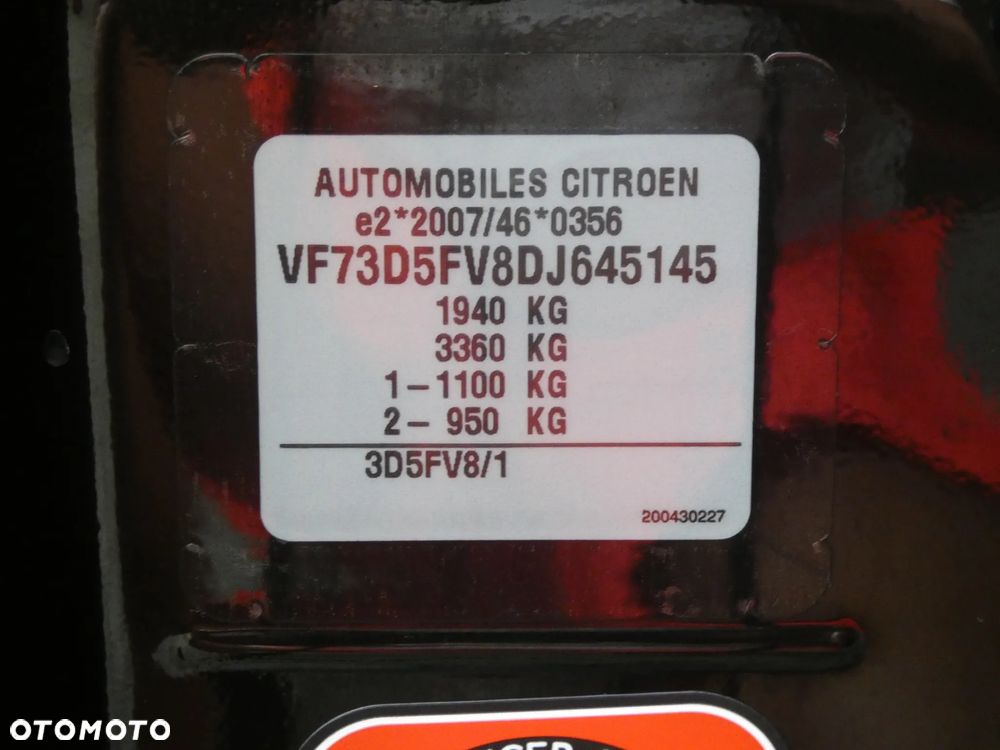 AUTOMOBILES CITROEN
e2*2007/46*0356
VF73D5FV8DJ645145
1940 KG
3360 KG
1-1100 KG
2- 950 KG
3D5FV8/1
200430227
OTOMOTO